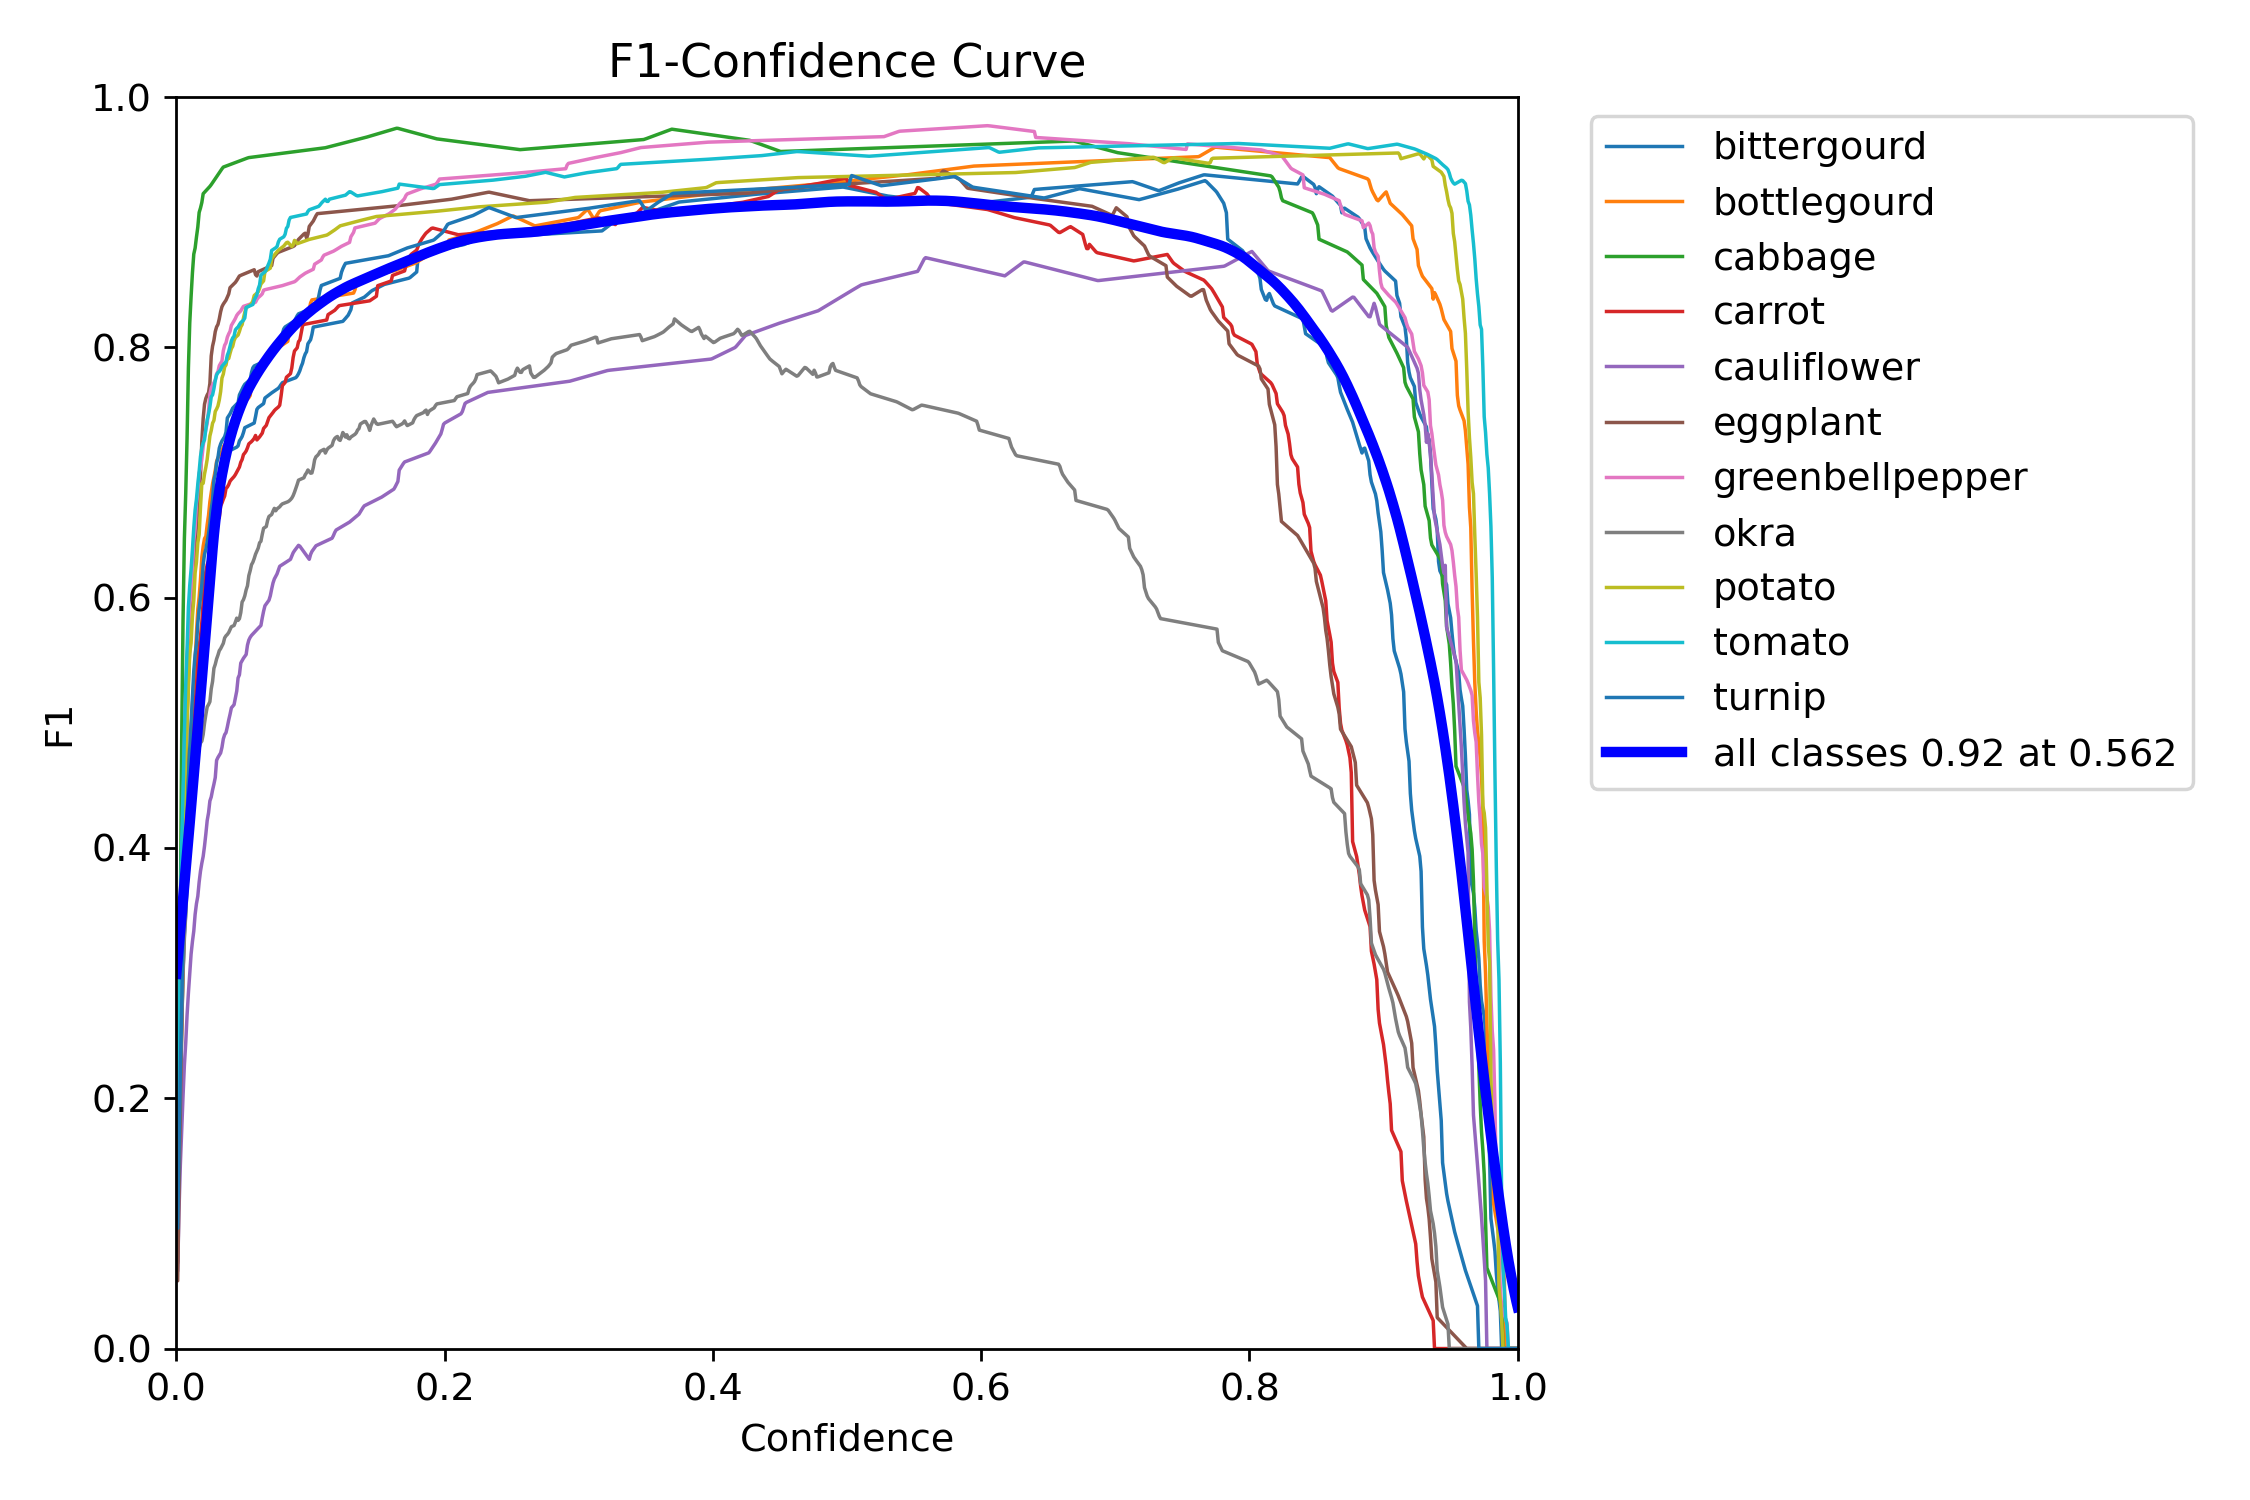 F1-Confidence Curve
1.0
0.8
0.6
0.4
0.2
0.0
F1
0.0 0.2 0.4 0.6 0.8 1.0
Confidence
bittergourd
bottlegourd
cabbage
carrot
cauliflower
eggplant
greenbellpepper
okra
potato
tomato
turnip
all classes 0.92 at 0.562